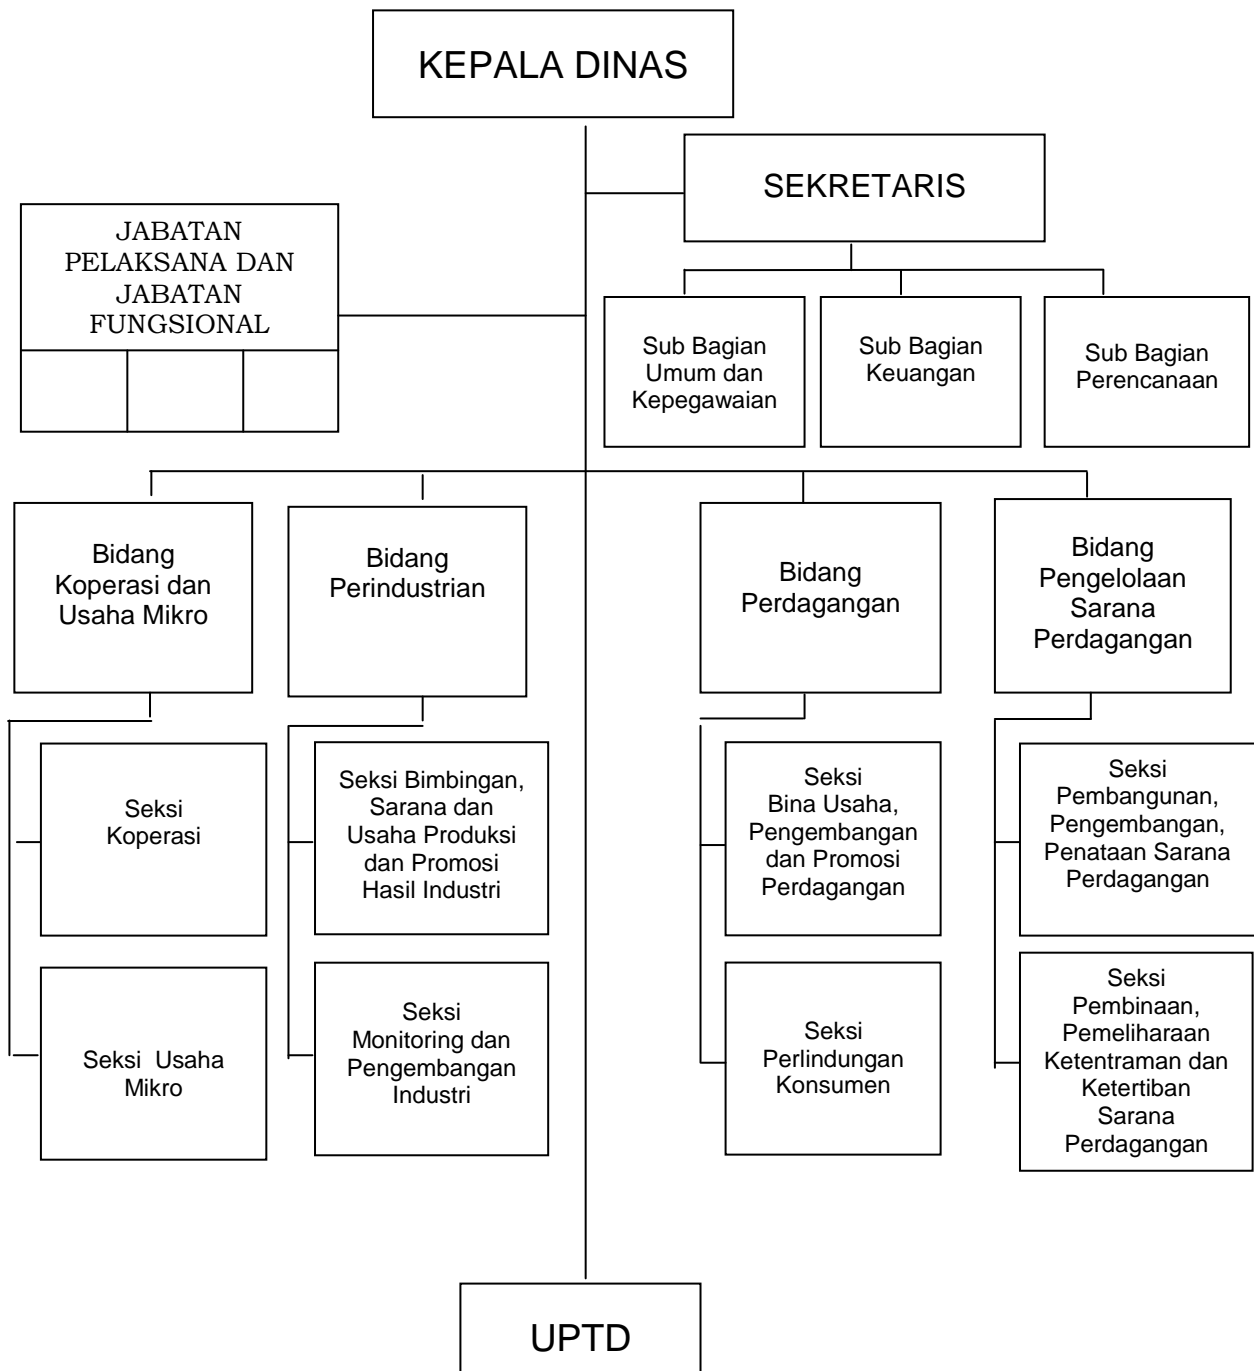 KEPALA DINAS
SEKRETARIS
JABATAN
PELAKSANA DAN
JABATAN
FUNGSIONAL
Sub Bagian
Umum dan
Kepegawaian
Sub Bagian
Keuangan
Sub Bagian
Perencanaan
Bidang
Koperasi dan
Usaha Mikro
Bidang
Perindustrian
Bidang
Perdagangan
Bidang
Pengelolaan
Sarana
Perdagangan
Seksi
Koperasi
Seksi Bimbingan,
Sarana dan
Usaha Produksi
dan Promosi
Hasil Industri
Seksi
Bina Usaha,
Pengembangan
dan Promosi
Perdagangan
Seksi
Pembangunan,
Pengembangan,
Penataan Sarana
Perdagangan
Seksi  Usaha
Mikro
Seksi
Monitoring dan
Pengembangan
Industri
Seksi
Perlindungan
Konsumen
Seksi
Pembinaan,
Pemeliharaan
Ketentraman dan
Ketertiban
Sarana
Perdagangan
UPTD